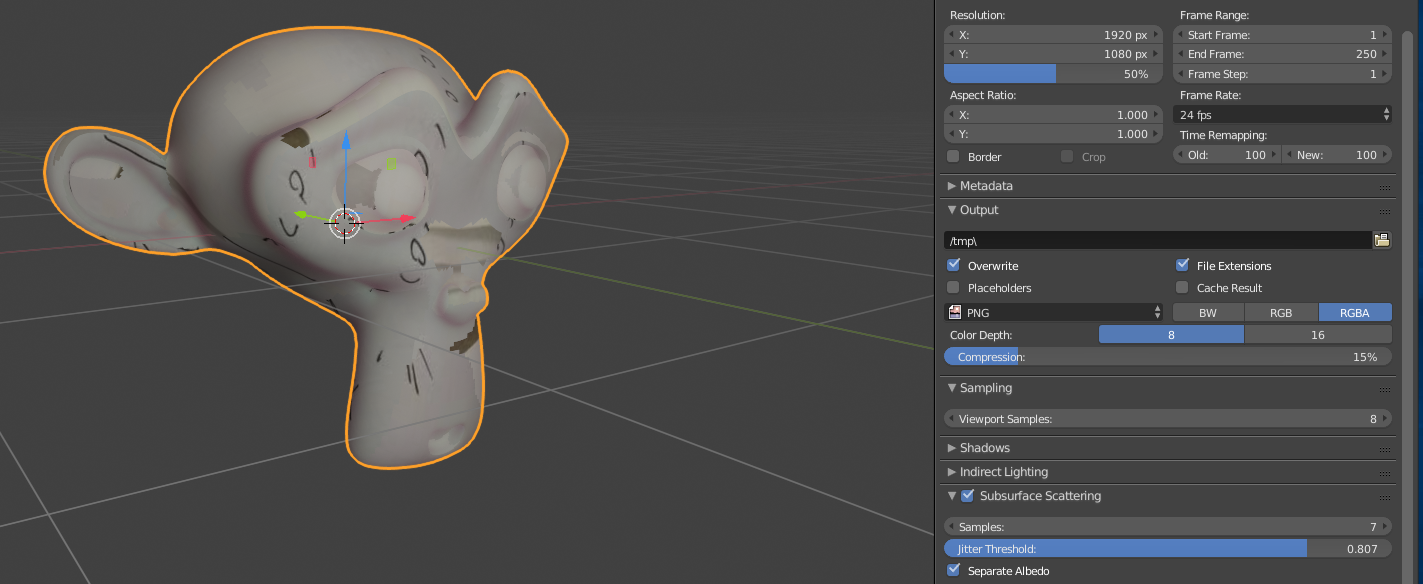 Resolution:
X: 1920 px
Y: 1080 px
50%
Aspect Ratio:
X: 1.000
Y: 1.000
Border
Crop
Frame Range:
Start Frame: 1
End Frame: 250
Frame Step: 1
Frame Rate:
24 fps
Time Remapping:
Old: 100 New: 100
Metadata
Output
/tmp\
Overwrite File Extensions
Placeholders Cache Result
PNG BW RGB RGBA
Color Depth: 8 16
Compression: 15%
Sampling
Viewport Samples: 8
Shadows
Indirect Lighting
Subsurface Scattering
Samples: 7
Jitter Threshold: 0.807
Separate Albedo